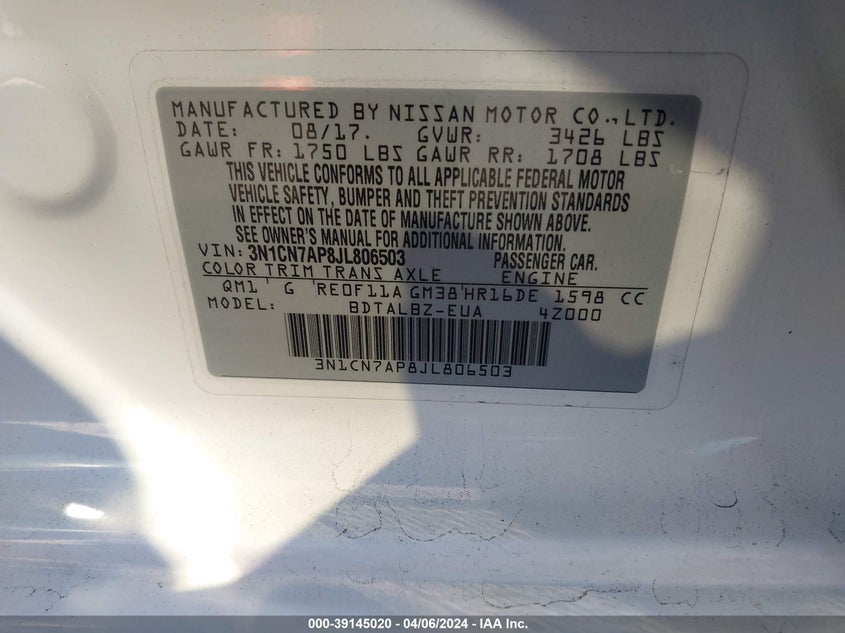 MANUFACTURED BY NISSAN MOTOR CO.,LTD.
DATE: 08/17. GVWR: 3426 LBS
GAWR FR: 1750 LBS GAWR RR: 1708 LBS
THIS VEHICLE CONFORMS TO ALL APPLICABLE FEDERAL MOTOR
VEHICLE SAFETY, BUMPER AND THEFT PREVENTION STANDARDS
IN EFFECT ON THE DATE OF MANUFACTURE SHOWN ABOVE.
SEE OWNER'S MANUAL FOR ADDITIONAL INFORMATION.
VIN: 3N1CN7AP8JL806503 PASSENGER CAR.
COLOR TRIM TRANS AXLE ENGINE
QM1' G 'RE0F11A GM38'HR16DE 1598 CC
MODEL: BDTALBZ-EUA 4Z000
3N1CN7AP8JL806503
000-39145020 - 04/06/2024 - IAA Inc.